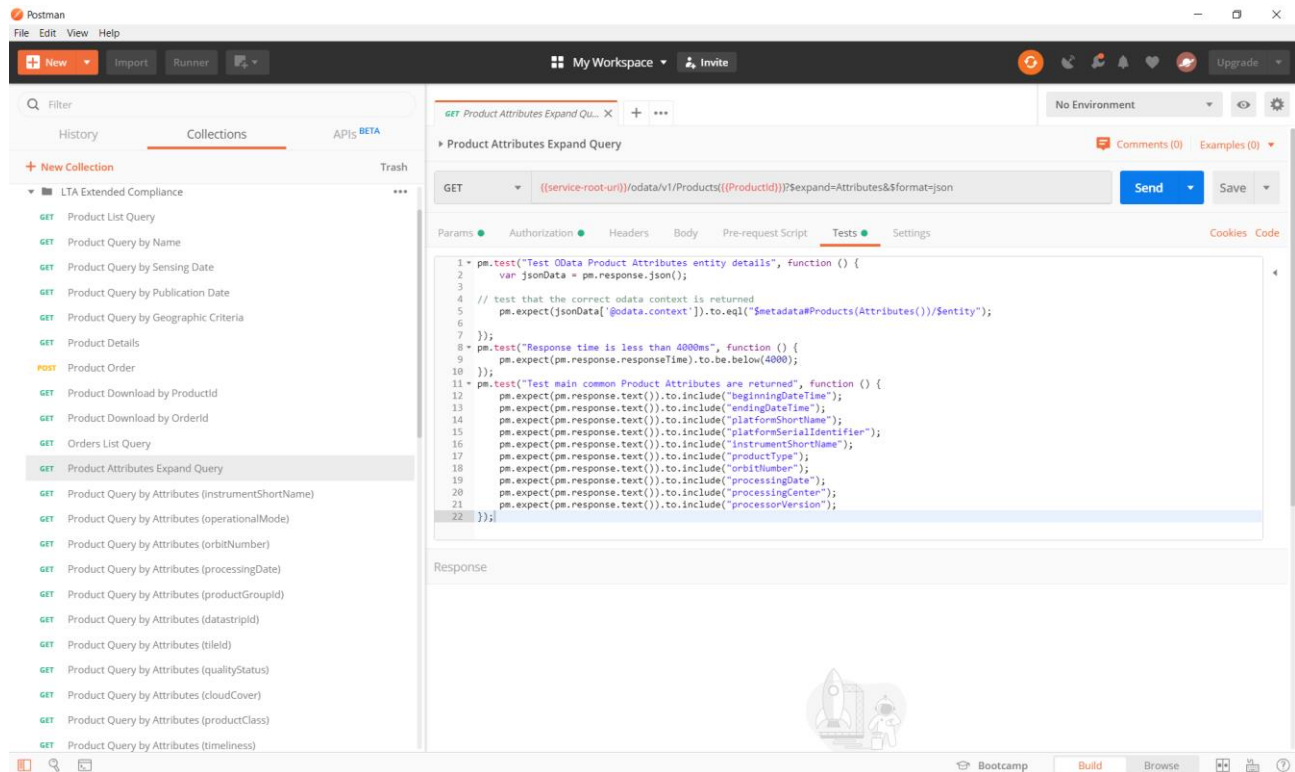 Postman
File Edit View Help
New Import Runner My Workspace Invite Upgrade
Filter
History Collections APIs BETA
+ New Collection Trash
LTA Extended Compliance
GET Product List Query
GET Product Query by Name
GET Product Query by Sensing Date
GET Product Query by Publication Date
GET Product Query by Geographic Criteria
GET Product Details
POST Product Order
GET Product Download by ProductId
GET Product Download by OrderId
GET Orders List Query
GET Product Attributes Expand Query
GET Product Query by Attributes (instrumentShortName)
GET Product Query by Attributes (operationalMode)
GET Product Query by Attributes (orbitNumber)
GET Product Query by Attributes (processingDate)
GET Product Query by Attributes (productGroupId)
GET Product Query by Attributes (datastripId)
GET Product Query by Attributes (tileId)
GET Product Query by Attributes (qualityStatus)
GET Product Query by Attributes (cloudCover)
GET Product Query by Attributes (productClass)
GET Product Query by Attributes (timeliness)
GET Product Attributes Expand Qu... No Environment
Product Attributes Expand Query Comments (0) Examples (0)
GET {{service-root-uri}}/odata/v1/Products({{ProductId}})?$expand=Attributes&$format=json Send Save
Params Authorization Headers Body Pre-request Script Tests Settings Cookies Code
1 pm.test("Test OData Product Attributes entity details", function () {
2 var jsonData = pm.response.json();
3
4 // test that the correct odata context is returned
5 pm.expect(jsonData['@odata.context']).to.eql("$metadata#Products(Attributes())/$entity");
6
7 });
8 pm.test("Response time is less than 4000ms", function () {
9 pm.expect(pm.response.responseTime).to.be.below(4000);
10 });
11 pm.test("Test main common Product Attributes are returned", function () {
12 pm.expect(pm.response.text()).to.include("beginningDateTime");
13 pm.expect(pm.response.text()).to.include("endingDateTime");
14 pm.expect(pm.response.text()).to.include("platformShortName");
15 pm.expect(pm.response.text()).to.include("platformSerialIdentifier");
16 pm.expect(pm.response.text()).to.include("instrumentShortName");
17 pm.expect(pm.response.text()).to.include("productType");
18 pm.expect(pm.response.text()).to.include("orbitNumber");
19 pm.expect(pm.response.text()).to.include("processingDate");
20 pm.expect(pm.response.text()).to.include("processingCenter");
21 pm.expect(pm.response.text()).to.include("processorVersion");
22 });
Response
Bootcamp Build Browse